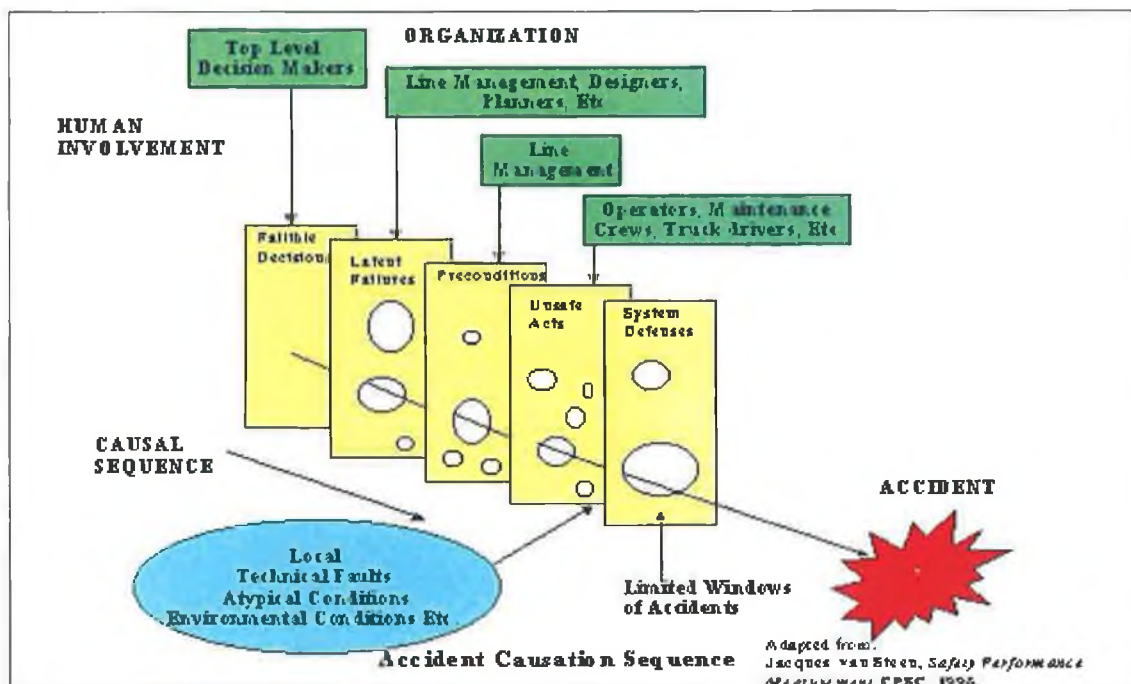 ORGANIZATION
Top Level
Decision Makers
Line Management, Designers,
Planners, Etc
HUMAN
INVOLVEMENT
Line
Management
Operators, Maintenance
Crews, Truck drivers, Etc
Fallible
Decisions
Latent
Failures
Preconditions
Unsafe
Acts
System
Defenses
CAUSAL
SEQUENCE
ACCIDENT
Local
Technical Faults
Atypical Conditions
Environmental Conditions Etc
Limited Windows
of Accidents
Accident Causation Sequence
Adapted from:
Jacques van Steen, Safety Performance
Measurement